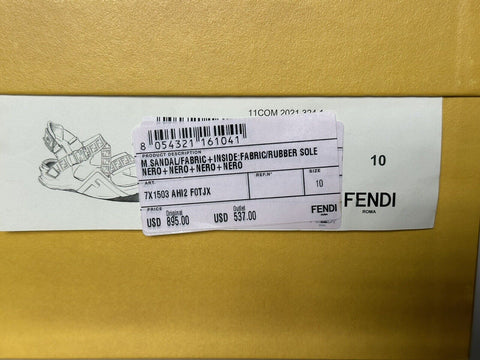 11COM 2021 324 1
8 054321 161041
PRODUCT DESCRIPTION
M.SANDAL/FABRIC+INSIDE:FABRIC/RUBBER SOLE
NERO+NERO+NERO+NERO
ART. REF.N° SIZE
7X1503 AHI2 F0TJX 10
Original Outlet
USD 895.00 USD 537.00
FENDI
ROMA
10
FENDI
ROMA